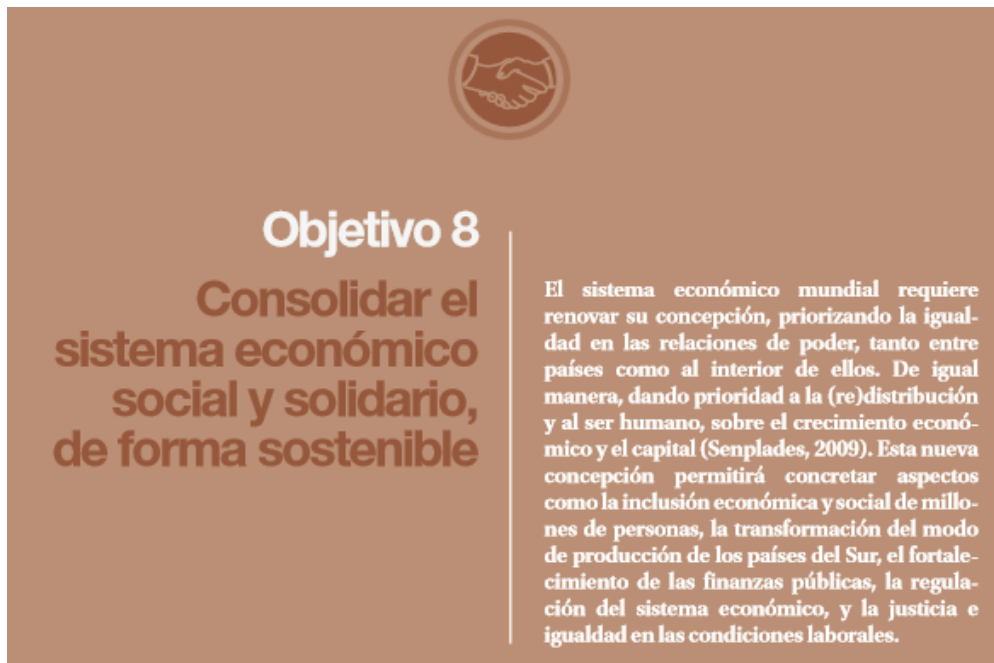 Objetivo 8
Consolidar el
sistema económico
social y solidario,
de forma sostenible
El sistema económico mundial requiere
renovar su concepción, priorizando la igual-
dad en las relaciones de poder, tanto entre
países como al interior de ellos. De igual
manera, dando prioridad a la (re)distribución
y al ser humano, sobre el crecimiento econó-
mico y el capital (Senplades, 2009). Esta nueva
concepción permitirá concretar aspectos
como la inclusión económica y social de millo-
nes de personas, la transformación del modo
de producción de los países del Sur, el fortale-
cimiento de las finanzas públicas, la regula-
ción del sistema económico, y la justicia e
igualdad en las condiciones laborales.